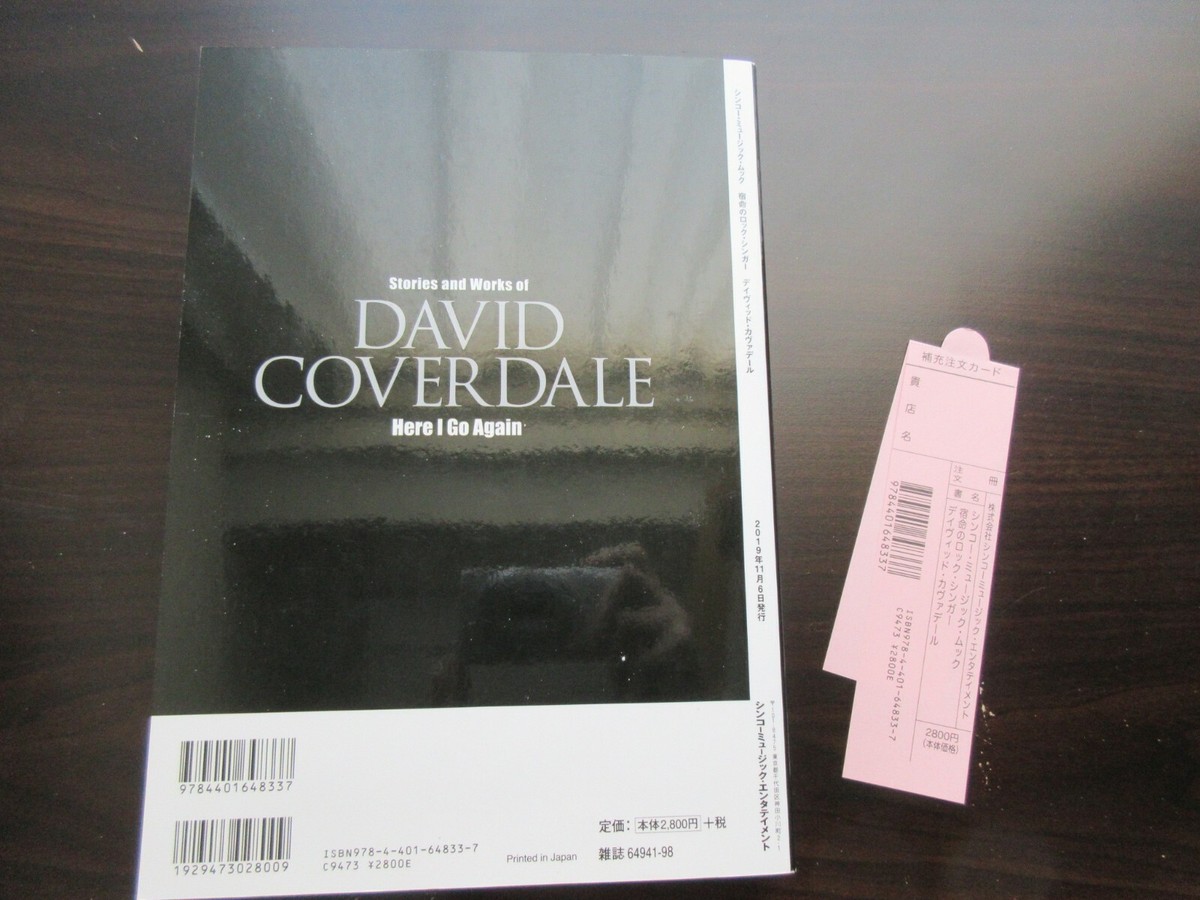 Stories and Works of
DAVID
COVERDALE
Here I Go Again
9784401648337
1929473028009
ISBN978-4-401-64833-7
C9473 ¥2800E
Printed in Japan
定価：本体2,800円＋税
雑誌 64941-98
シンコー・ミュージック・ムック 宿命のロック・シンガー デイヴィッド・カヴァデール
2019年11月6日発行
シンコーミュージック・エンタテイメント
補充注文カード
貴店名
注文
冊
書名
株式会社シンコーミュージック・エンタテイメント
シンコー・ミュージック・ムック
宿命のロック・シンガー
デイヴィッド・カヴァデール
9784401648337
ISBN978-4-401-64833-7
C9473 ¥2800E
2800円
(本体価格)